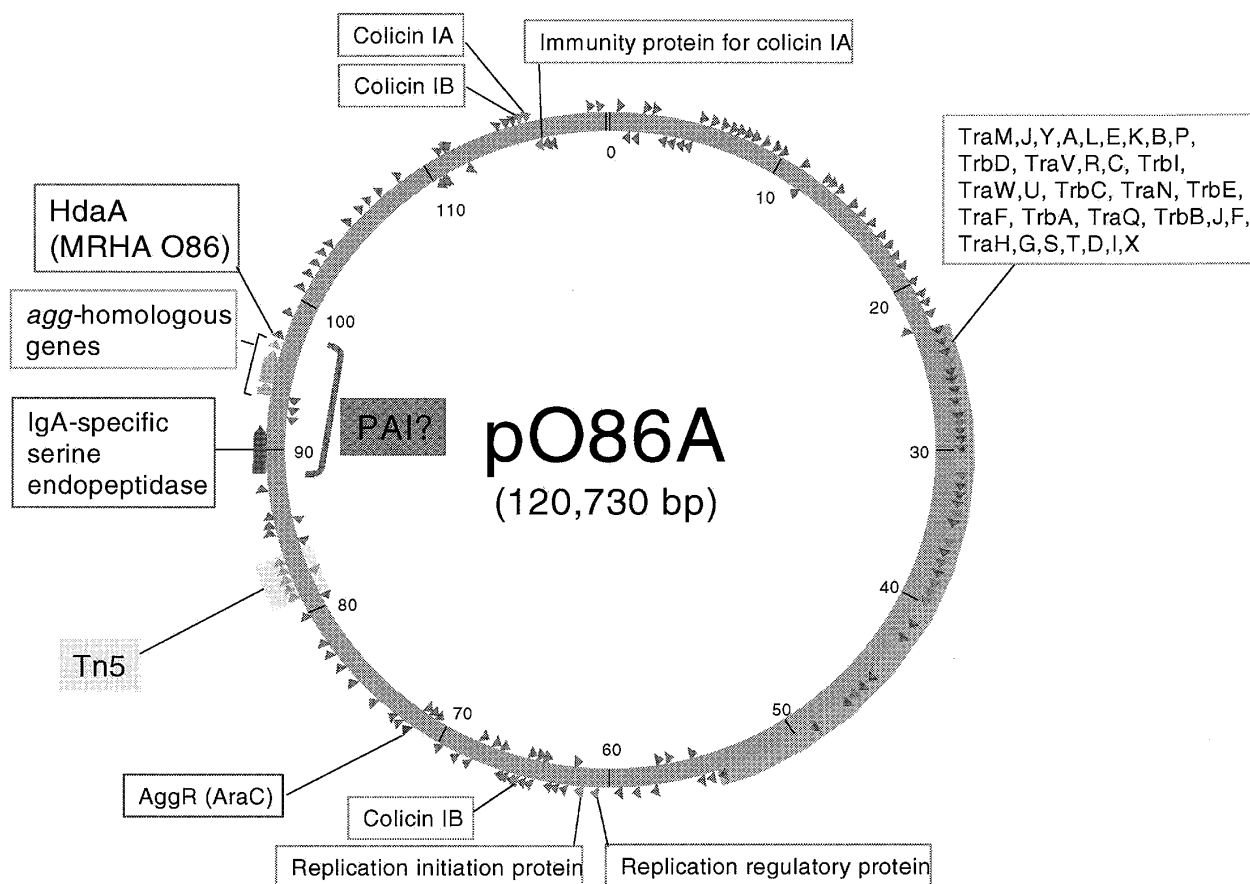 Colicin IA
Immunity protein for colicin IA
Colicin IB
TraM,J,Y,A,L,E,K,B,P,
TrbD, TraV,R,C, TrbI,
TraW,U, TrbC, TraN, TrbE,
TraF, TrbA, TraQ, TrbB,J,F,
TraH,G,S,T,D,I,X
HdaA
(MRHA O86)
agg-homologous
genes
IgA-specific
serine
endopeptidase
PAI?
pO86A
(120,730 bp)
0
10
20
30
40
50
60
70
80
90
100
110
Tn5
AggR (AraC)
Colicin IB
Replication initiation protein
Replication regulatory protein